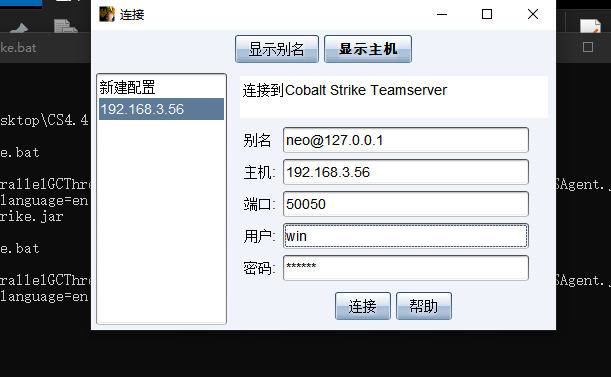 连接
显示别名 显示主机
ke.bat
新建配置
192.168.3.56
连接到Cobalt Strike Teamserver
别名 neo@127.0.0.1
主机: 192.168.3.56
端口: 50050
用户: win
密码: ******
连接 帮助
sktop\CS4.4
e.bat
rallelGCThre
SAgent.j
language=en
rike.jar
e.bat
rallelGCThre
SAgent.j
language=en